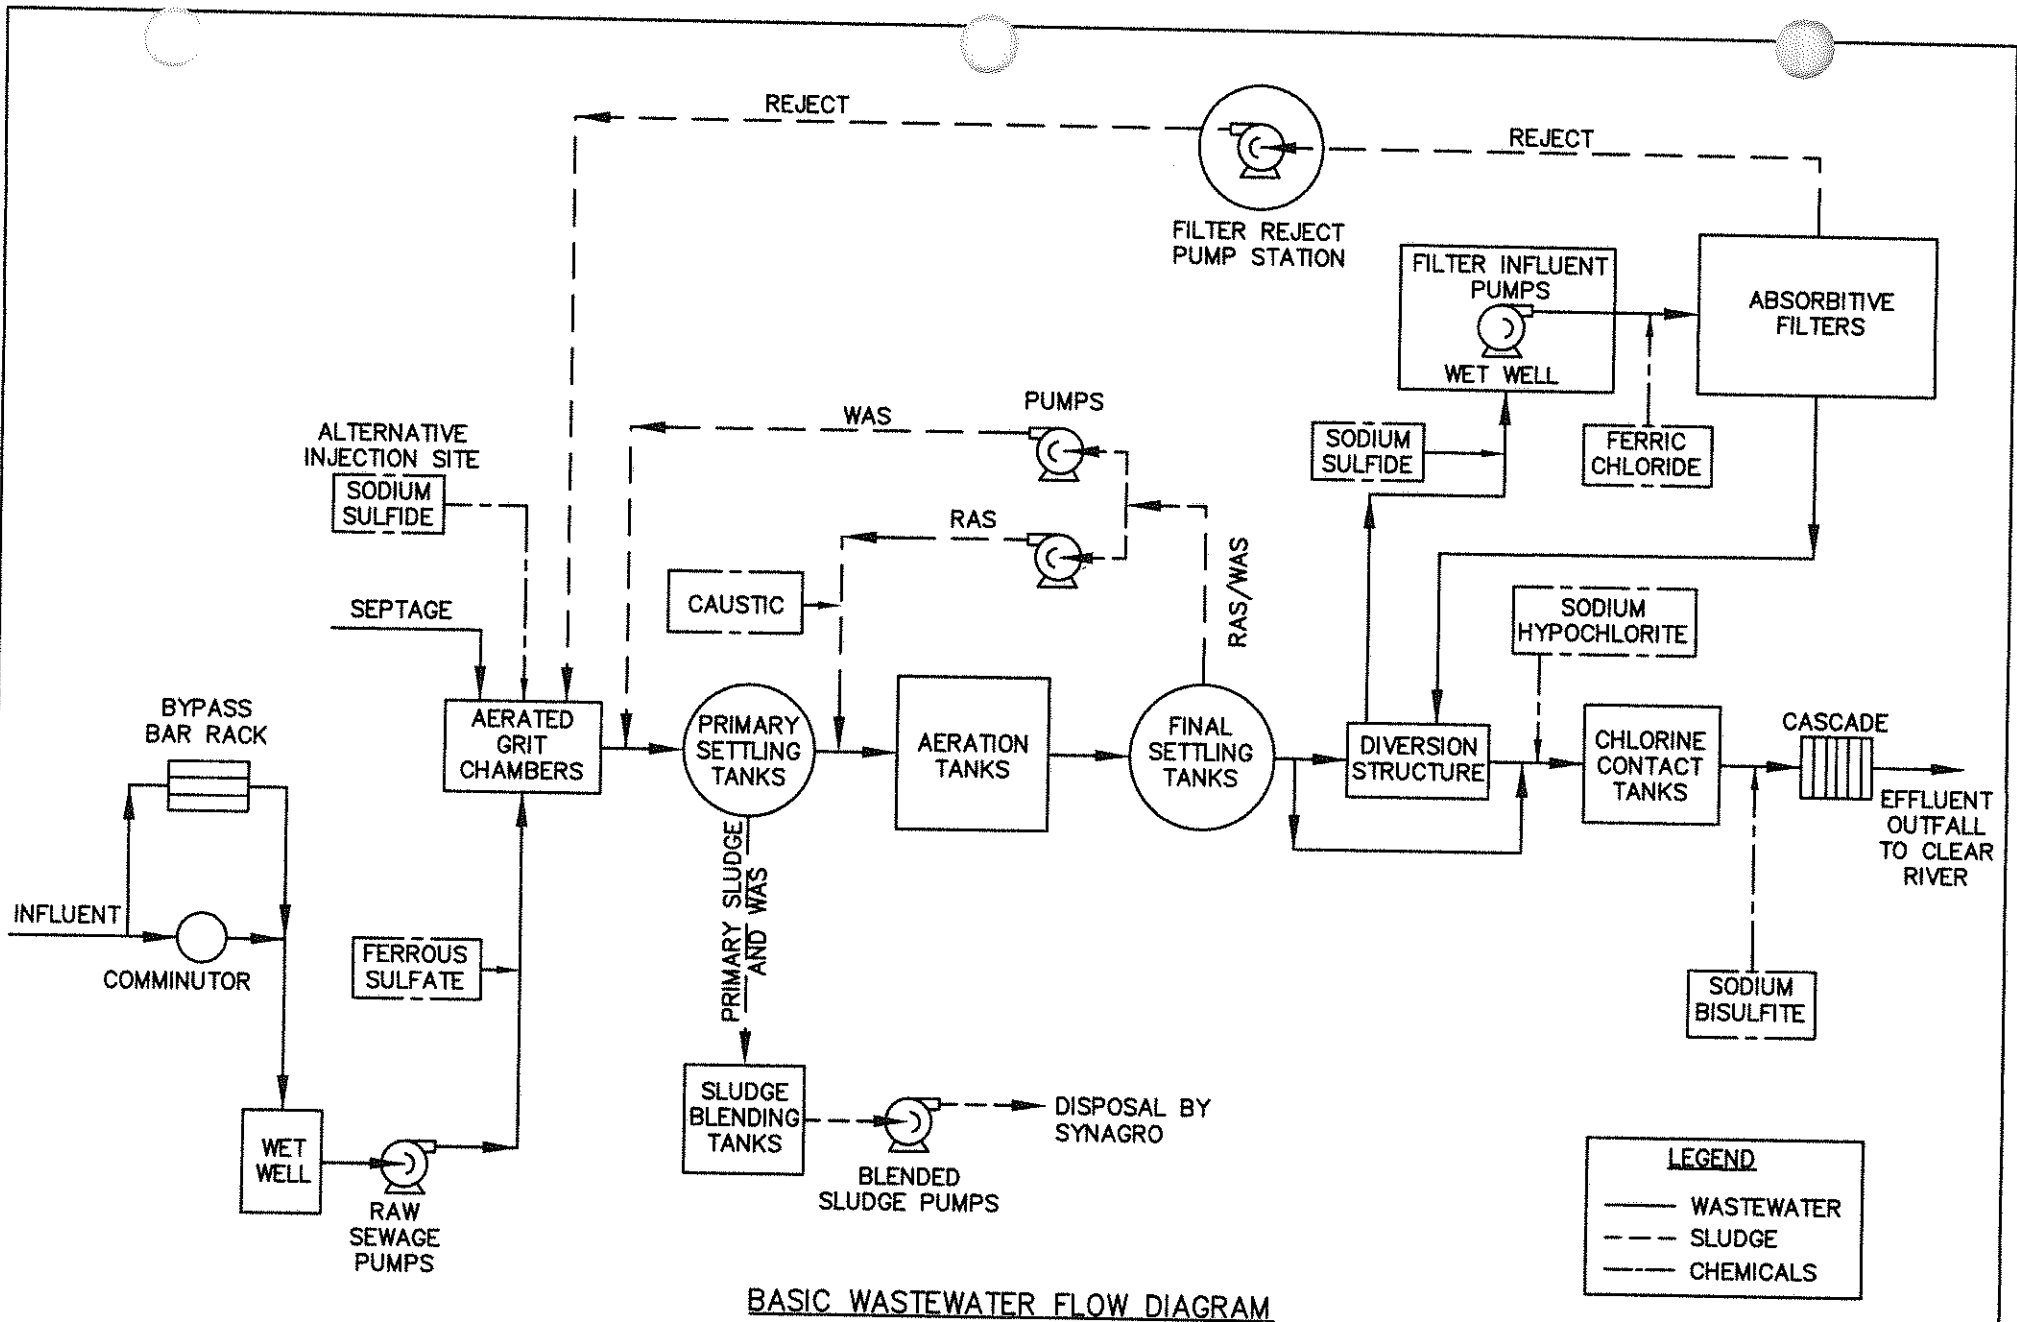 REJECT
REJECT
FILTER REJECT
PUMP STATION
FILTER INFLUENT
PUMPS
WET WELL
ABSORBITIVE
FILTERS
PUMPS
WAS
ALTERNATIVE
INJECTION SITE
SODIUM
SULFIDE
SODIUM
SULFIDE
FERRIC
CHLORIDE
RAS
RAS/WAS
CAUSTIC
SEPTAGE
SODIUM
HYPOCHLORITE
BYPASS
BAR RACK
AERATED
GRIT
CHAMBERS
PRIMARY
SETTLING
TANKS
AERATION
TANKS
FINAL
SETTLING
TANKS
DIVERSION
STRUCTURE
CHLORINE
CONTACT
TANKS
CASCADE
EFFLUENT
OUTFALL
TO CLEAR
RIVER
INFLUENT
COMMINUTOR
FERROUS
SULFATE
PRIMARY SLUDGE
AND WAS
SODIUM
BISULFITE
WET
WELL
RAW
SEWAGE
PUMPS
SLUDGE
BLENDING
TANKS
BLENDED
SLUDGE PUMPS
DISPOSAL BY
SYNAGRO
LEGEND
WASTEWATER
SLUDGE
CHEMICALS
BASIC WASTEWATER FLOW DIAGRAM